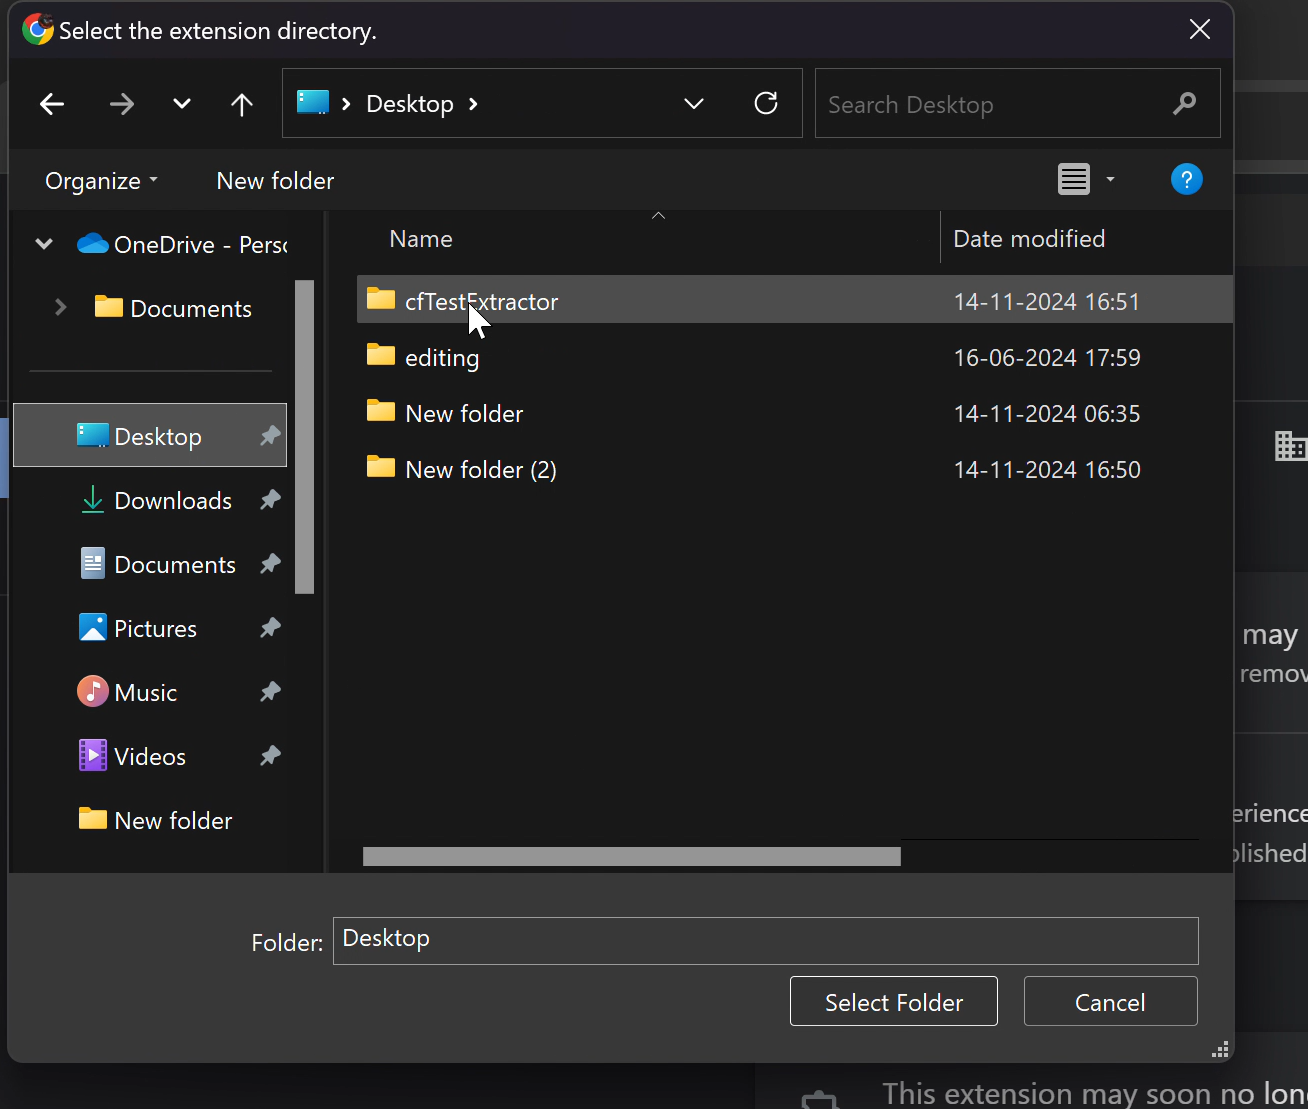 Select the extension directory.
Desktop
Search Desktop
Organize
New folder
?
Name
Date modified
OneDrive - Perso
Documents
Desktop
Downloads
Documents
Pictures
Music
Videos
New folder
cfTestExtractor 14-11-2024 16:51
editing 16-06-2024 17:59
New folder 14-11-2024 06:35
New folder (2) 14-11-2024 16:50
may
remov
erience
blished
Folder: Desktop
Select Folder
Cancel
This extension may soon no lon